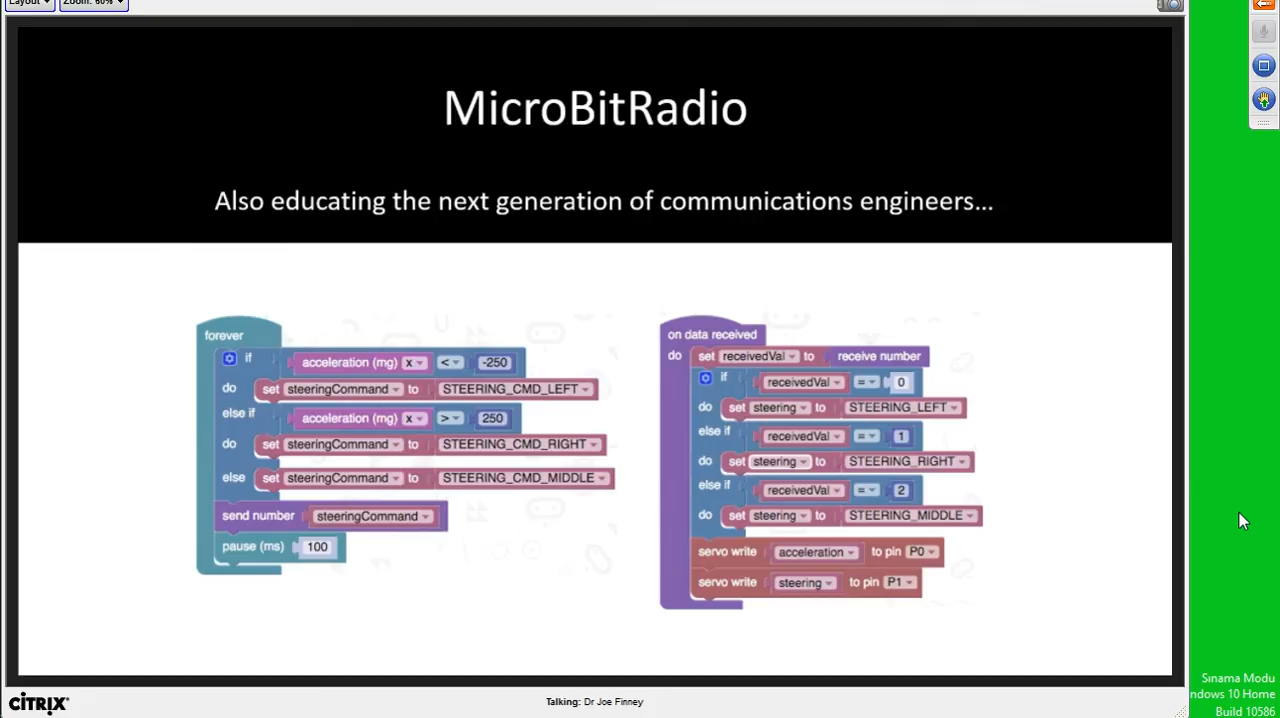 Layout Zoom: 60%
MicroBitRadio
Also educating the next generation of communications engineers...
forever
if acceleration (mg) x < -250
do set steeringCommand to STEERING_CMD_LEFT
else if acceleration (mg) x > 250
do set steeringCommand to STEERING_CMD_RIGHT
else set steeringCommand to STEERING_CMD_MIDDLE
send number steeringCommand
pause (ms) 100
on data received
do set receivedVal to receive number
if receivedVal = 0
do set steering to STEERING_LEFT
else if receivedVal = 1
do set steering to STEERING_RIGHT
else if receivedVal = 2
do set steering to STEERING_MIDDLE
servo write acceleration to pin P0
servo write steering to pin P1
CİTRIX
Talking: Dr Joe Finney
Sınama Modu
ndows 10 Home
Build 10586